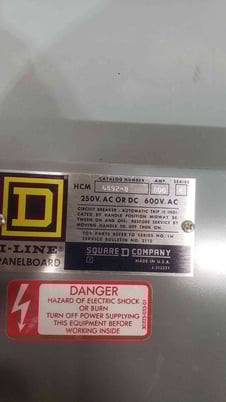 CATALOG NUMBER AMP SERIES
HCM
250V. AC OR DC 600V. AC
CIRCUIT BREAKER - AUTOMATIC TRIP IS INDI-
CATED BY HANDLE POSITION MIDWAY BE-
TWEEN ON AND OFF. RESTORE SERVICE BY
MOVING HANDLE TO OFF THEN ON.
FOR PARTS REFER TO SERIES NO. IN
SERVICE BULLETIN NO.
D
I-LINE®
PANELBOARD
SQUARE D COMPANY
MADE IN U.S.A.
DANGER
HAZARD OF ELECTRIC SHOCK
OR BURN
TURN OFF POWER SUPPLYING
THIS EQUIPMENT BEFORE
WORKING INSIDE